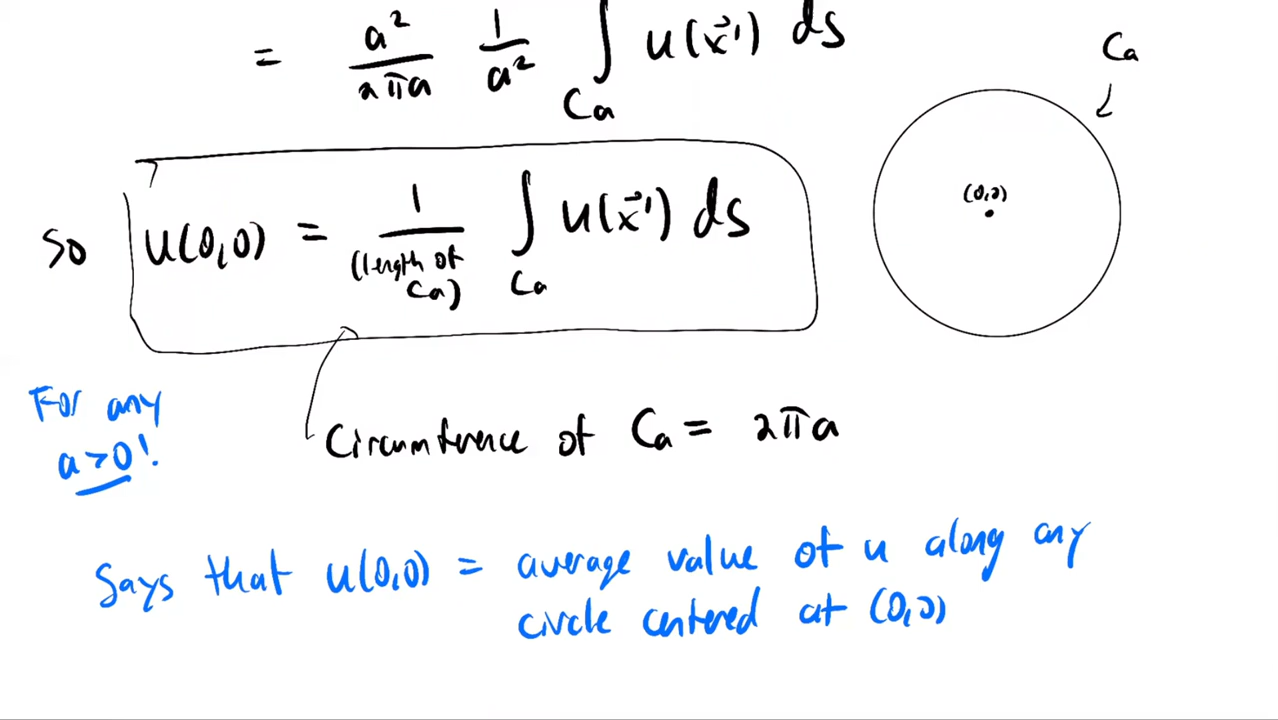 = a²/(2πa) 1/a² ∫_Ca u(x⃗') ds
Ca
(0,0)
So u(0,0) = 1/(length of Ca) ∫_Ca u(x⃗') ds
For any
a>0!
Circumference of Ca = 2πa
Says that u(0,0) = average value of u along any
circle centered at (0,0)